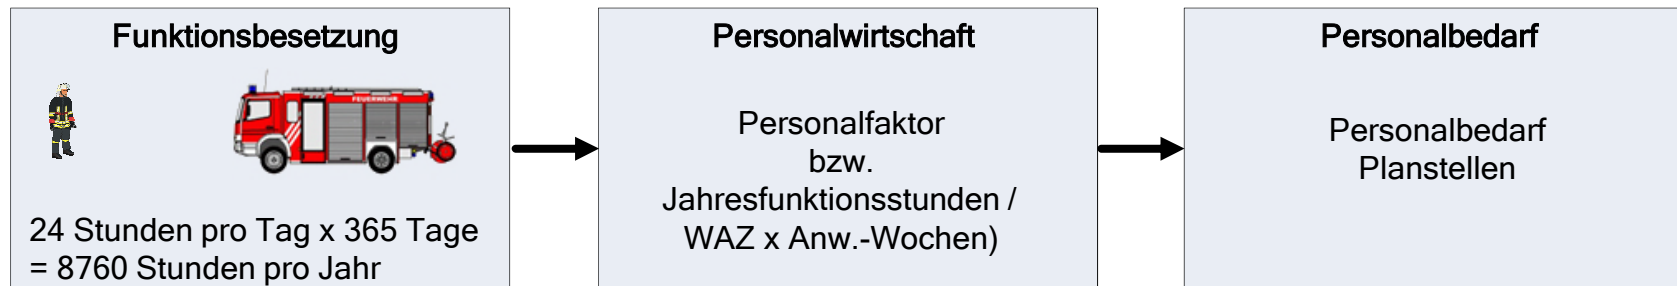 Funktionsbesetzung
FEUERWEHR
24 Stunden pro Tag x 365 Tage
= 8760 Stunden pro Jahr
Personalwirtschaft
Personalfaktor
bzw.
Jahresfunktionsstunden /
WAZ x Anw.-Wochen)
Personalbedarf
Personalbedarf
Planstellen